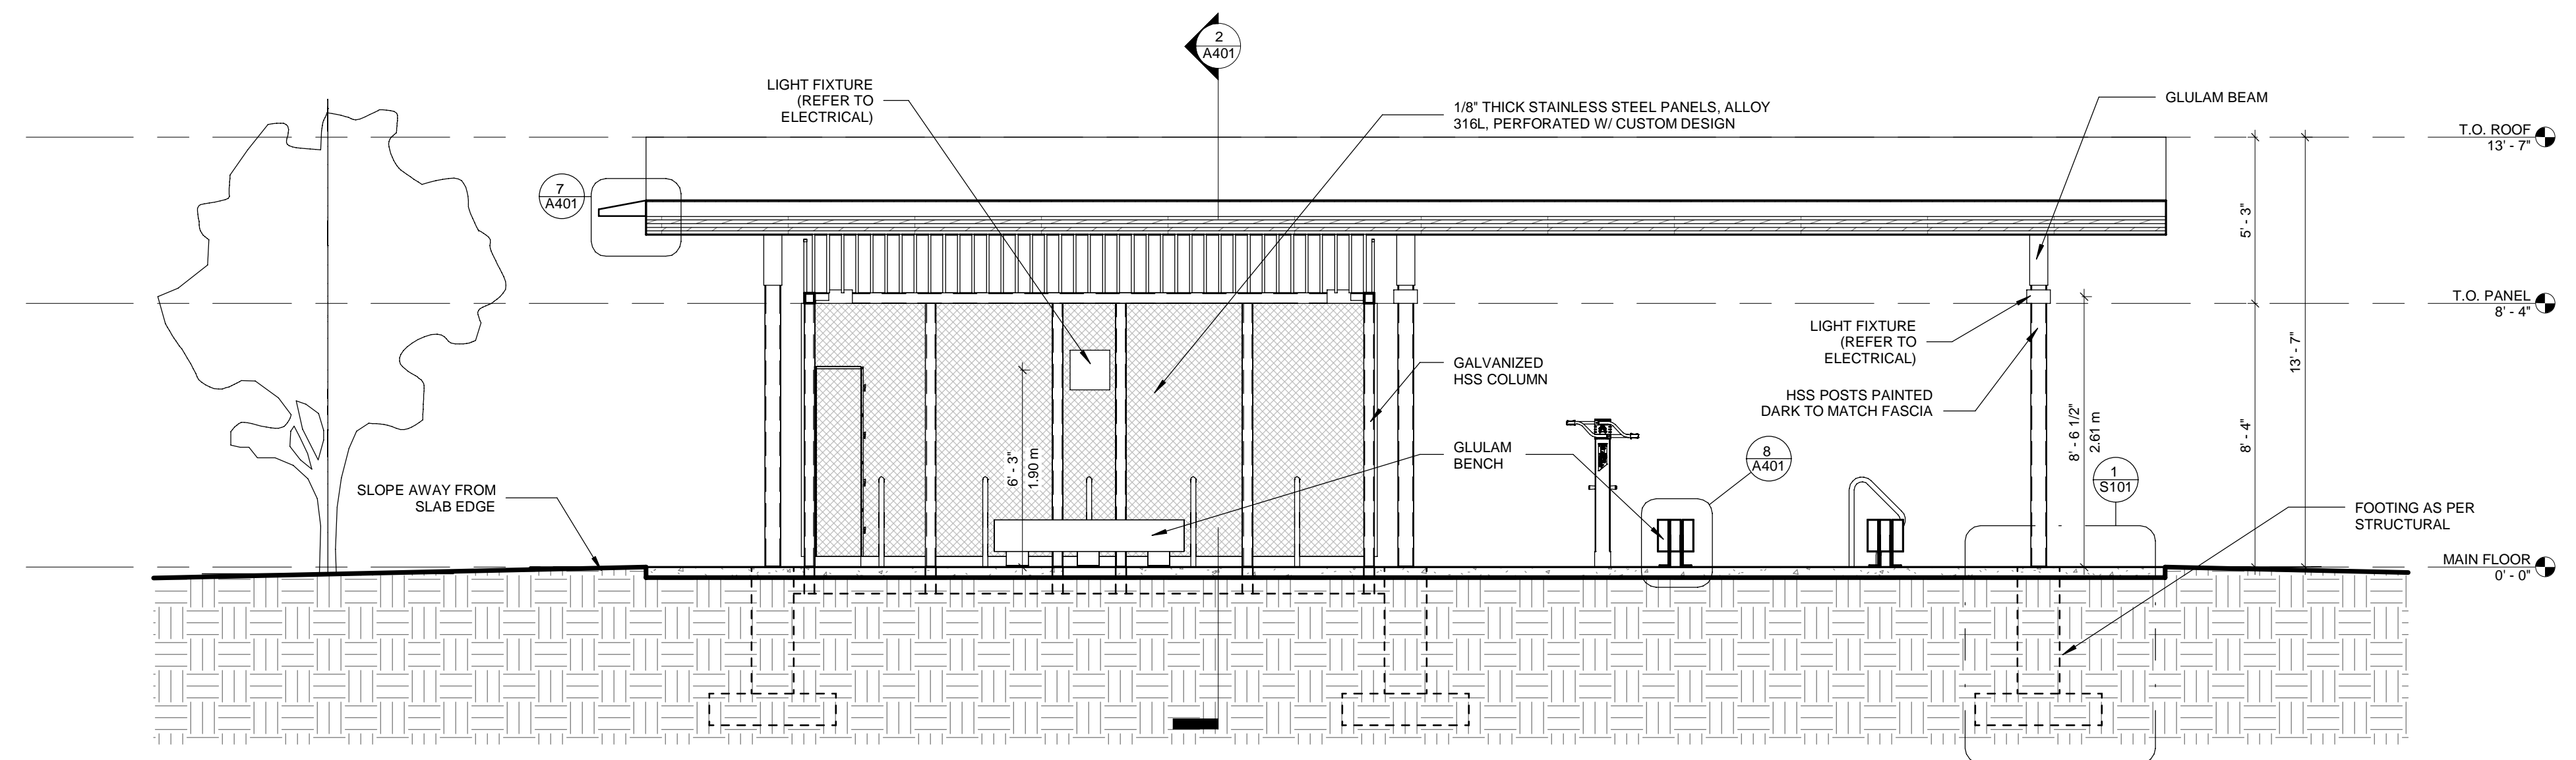 2
A401
LIGHT FIXTURE
(REFER TO
ELECTRICAL)
1/8" THICK STAINLESS STEEL PANELS, ALLOY
316L, PERFORATED W/ CUSTOM DESIGN
GLULAM BEAM
T.O. ROOF
13' - 7"
7
A401
5' - 3"
T.O. PANEL
8' - 4"
LIGHT FIXTURE
(REFER TO
ELECTRICAL)
13' - 7"
GALVANIZED
HSS COLUMN
HSS POSTS PAINTED
DARK TO MATCH FASCIA
8' - 6 1/2"
2.61 m
8' - 4"
GLULAM
BENCH
8
A401
6' - 3"
1.90 m
1
S101
SLOPE AWAY FROM
SLAB EDGE
FOOTING AS PER
STRUCTURAL
MAIN FLOOR
0' - 0"